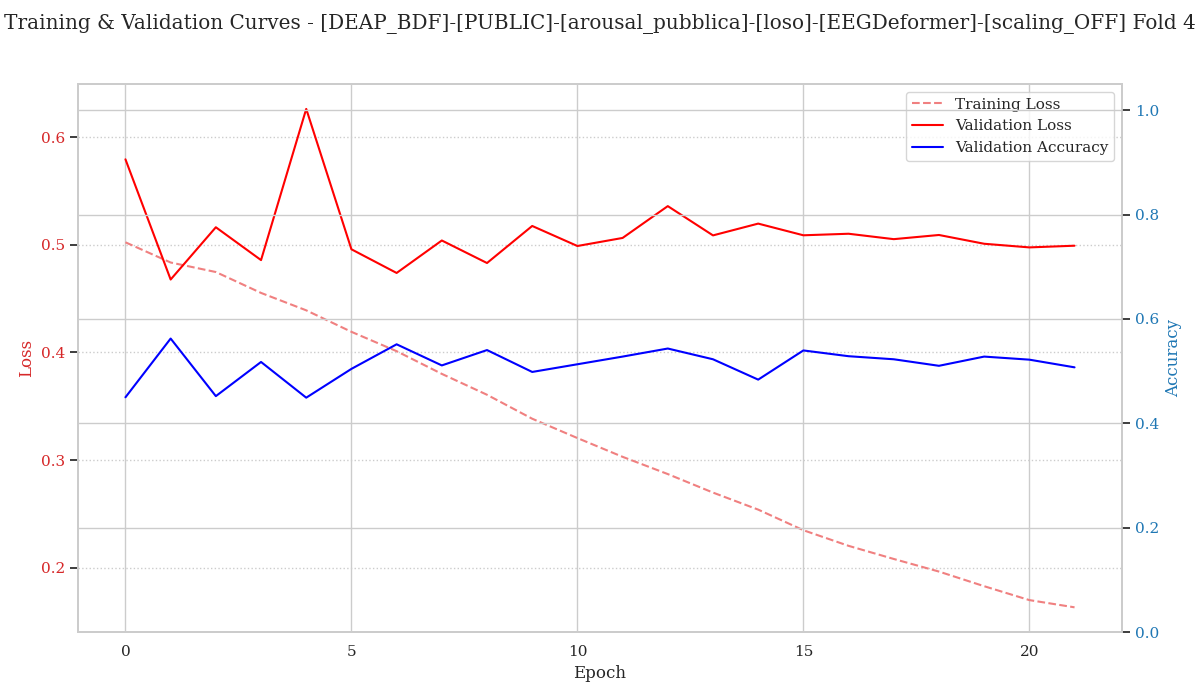 Training & Validation Curves - [DEAP_BDF]-[PUBLIC]-[arousal_pubblica]-[loso]-[EEGDeformer]-[scaling_OFF] Fold 4
Training Loss
Validation Loss
Validation Accuracy
0.6
0.5
0.4
0.3
0.2
Loss
1.0
0.8
0.6
0.4
0.2
0.0
Accuracy
0
5
10
15
20
Epoch